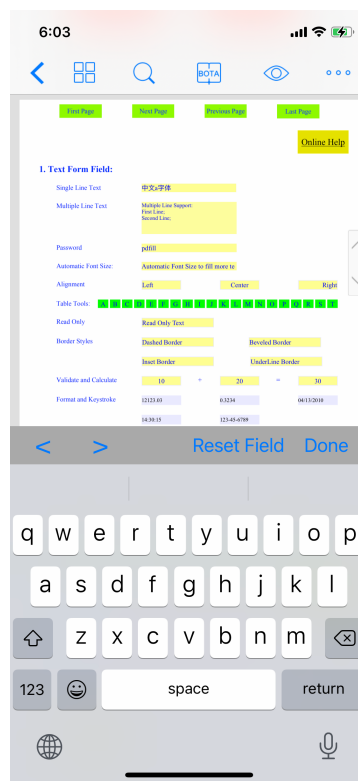 6:03
BOTA
First Page Next Page Previous Page Last Page
Online Help
1. Text Form Field:
Single Line Text 中文a字体
Multiple Line Text Multiple Line Support:
First Line;
Second Line;
Password pdfill
Automatic Font Size: Automatic Font Size to fill more te
Alignment Left Center Right
Table Tools: A B C D E F G H I J K L M N O P Q R S T
Read Only Read Only Text
Border Styles Dashed Border Beveled Border
Inset Border UnderLine Border
Validate and Calculate 10 + 20 = 30
Format and Keystroke 12123.03 0.3234 04/13/2010
14:30:15 123-45-6789
< > Reset Field Done
q w e r t y u i o p
a s d f g h j k l
z x c v b n m
123 space return